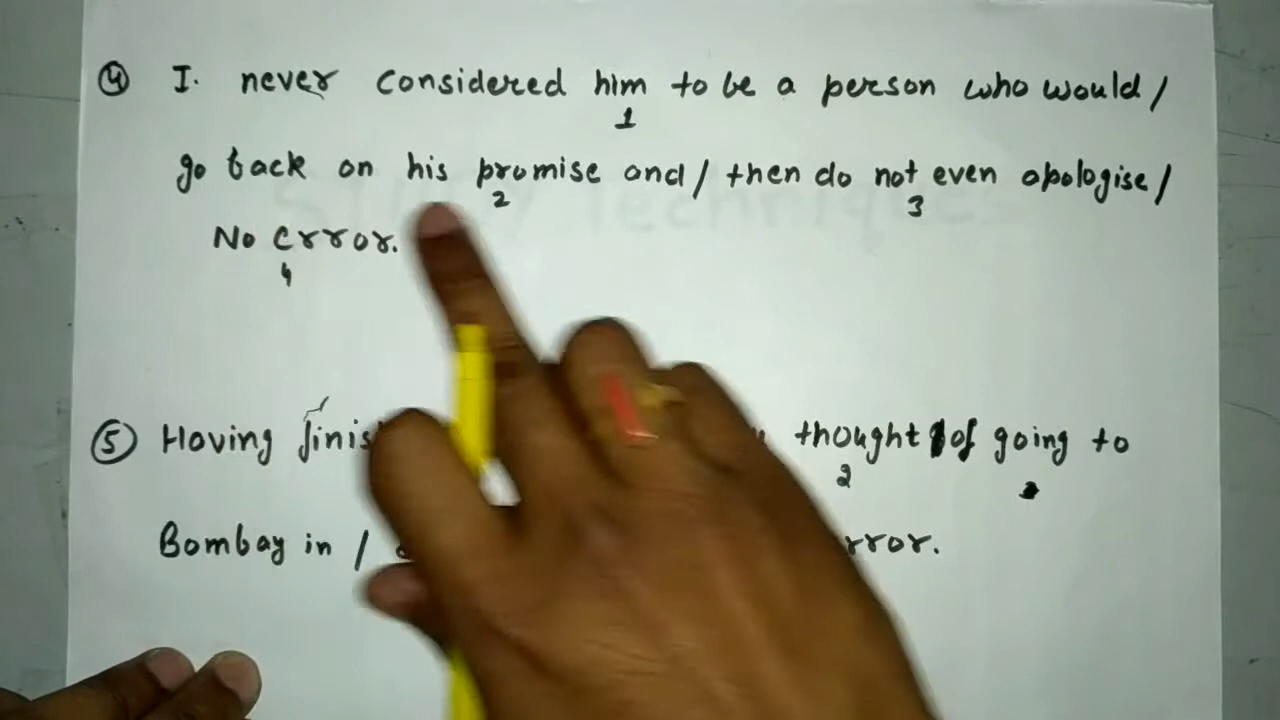 ④ I. never considered him to be a person who would /
1
go back on his promise and / then do not even apologise /
2 3
No error.
4
⑤ Having thought of going to
2
Bombay in /